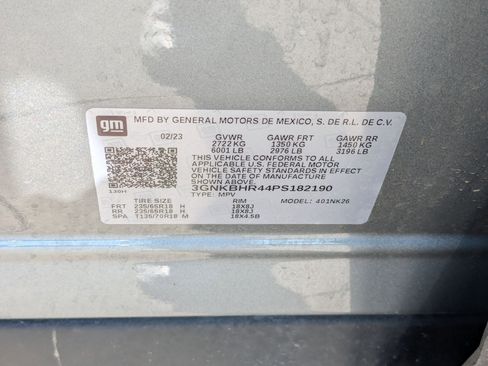 gm MFD BY GENERAL MOTORS DE MEXICO, S. DE R.L. DE C.V.
02/23 GVWR GAWR FRT GAWR RR
2722 KG 1350 KG 1450 KG
6001 LB 2976 LB 3196 LB
THIS VEHICLE CONFORMS TO ALL
APPLICABLE U.S. FEDERAL MOTOR
VEHICLE SAFETY STANDARDS IN
EFFECT ON THE DATE OF
MANUFACTURE SHOWN ABOVE.
3GNKBHR44PS182190
130H TYPE: MPV
TIRE SIZE RIM MODEL: 401NK26
FRT 235/65R18 H 18X8J
RR 235/65R18 H 18X8J
SPA T135/70R18 M 18X4.5B